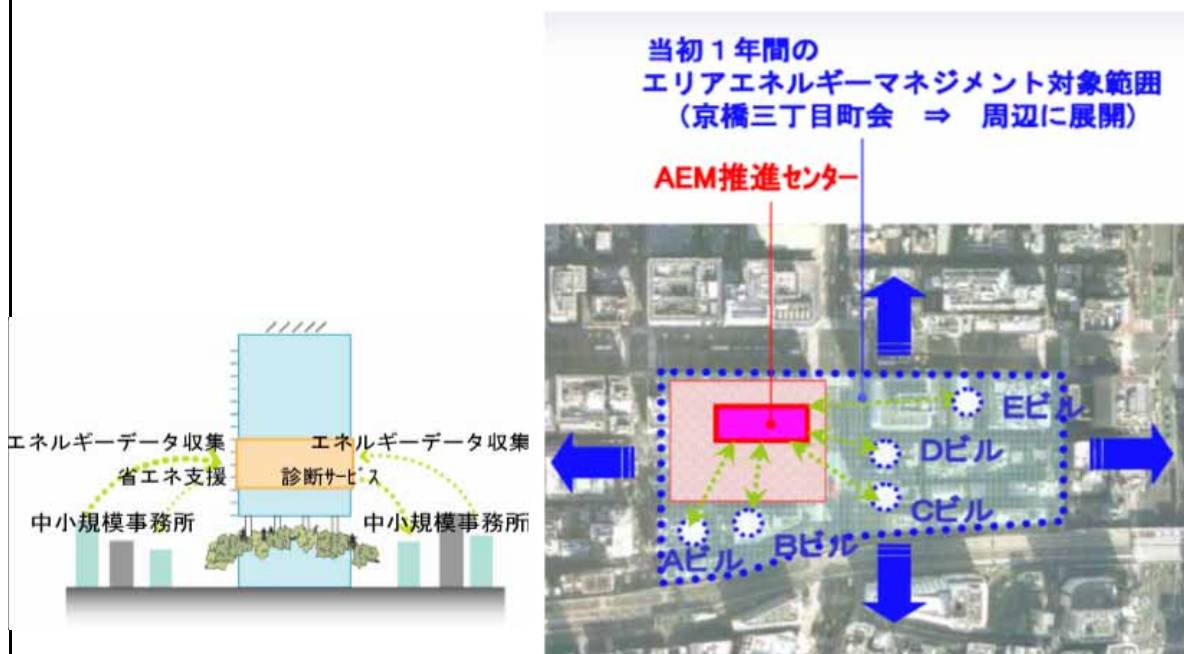 当初１年間の
エリアエネルギーマネジメント対象範囲
(京橋三丁目町会 ⇒ 周辺に展開)
AEM推進センター
エネルギーデータ収集
エネルギーデータ収集
省エネ支援
診断サービス
中小規模事務所
中小規模事務所
Eビル
Dビル
Cビル
Bビル
Aビル